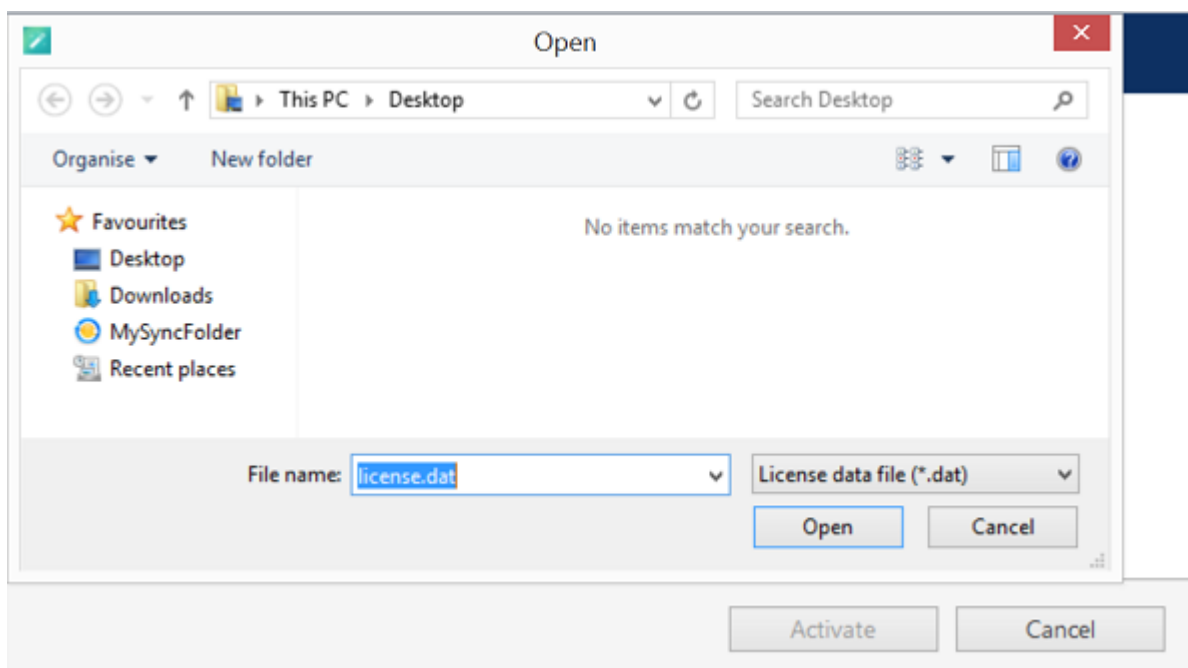 Open
This PC Desktop Search Desktop
Organise New folder
Favourites
No items match your search.
Desktop
Downloads
MySyncFolder
Recent places
File name: license.dat License data file (*.dat)
Open Cancel
Activate Cancel